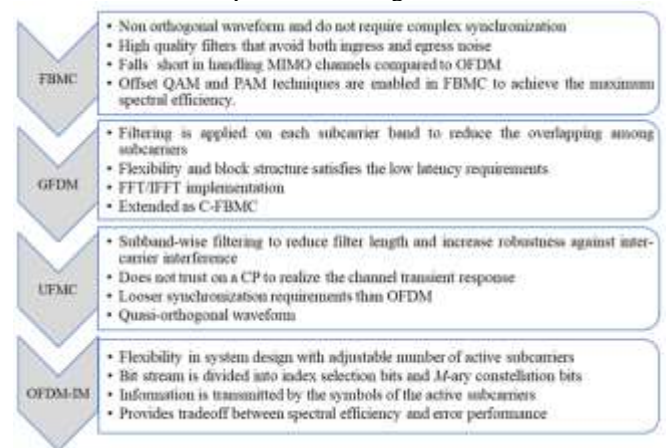 FBMC
• Non orthogonal waveform and do not require complex synchronization
• High quality filters that avoid both ingress and egress noise
• Falls short in handling MIMO channels compared to OFDM
• Offset QAM and PAM techniques are enabled in FBMC to achieve the maximum
spectral efficiency.
GFDM
• Filtering is applied on each subcarrier band to reduce the overlapping among
subcarriers
• Flexibility and block structure satisfies the low latency requirements
• FFT/IFFT implementation
• Extended as C-FBMC
UFMC
• Subband-wise filtering to reduce filter length and increase robustness against inter-
carrier interference
• Does not trust on a CP to realize the channel transient response
• Looser synchronization requirements than OFDM
• Quasi-orthogonal waveform
OFDM-IM
• Flexibility in system design with adjustable number of active subcarriers
• Bit stream is divided into index selection bits and M-ary constellation bits
• Information is transmitted by the symbols of the active subcarriers
• Provides tradeoff between spectral efficiency and error performance